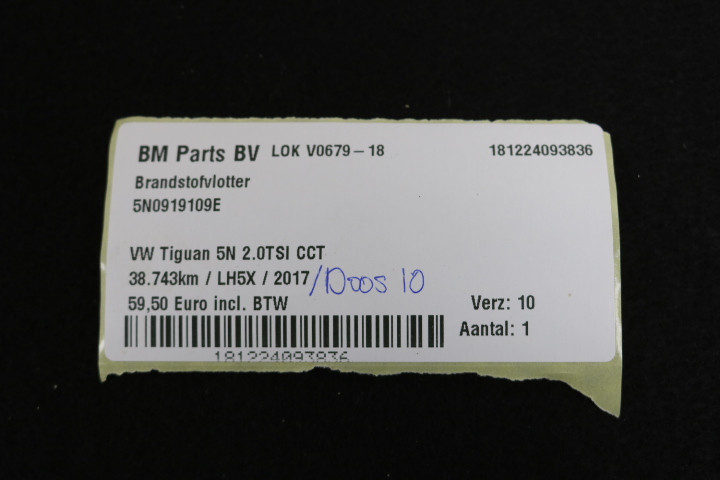 BM Parts BV LOK V0679-18 181224093836
Brandstofvlotter
5N0919109E
VW Tiguan 5N 2.0TSI CCT
38.743km / LH5X / 2017 /Doos 10
59,50 Euro incl. BTW Verz: 10
Aantal: 1
181224093836